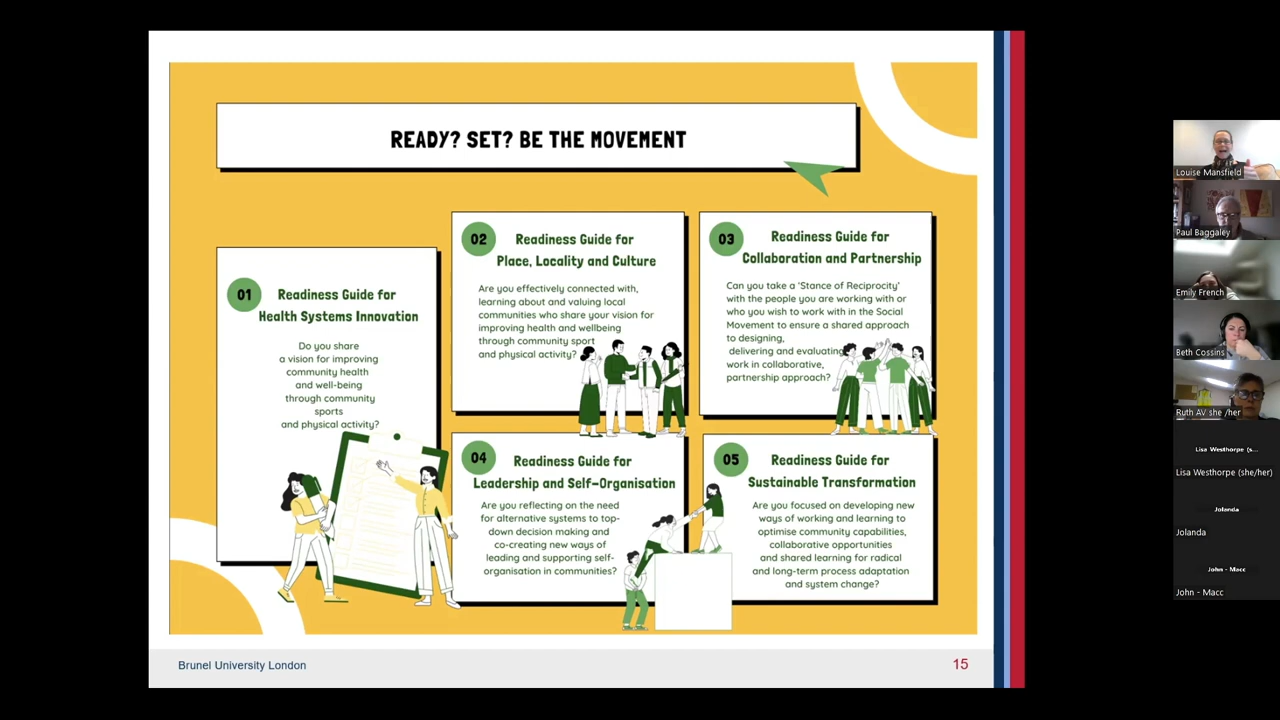 READY? SET? BE THE MOVEMENT
01
Readiness Guide for
Health Systems Innovation
Do you share
a vision for improving
community health
and well-being
through community
sports
and physical activity?
02
Readiness Guide for
Place, Locality and Culture
Are you effectively connected with,
learning about and valuing local
communities who share your vision for
improving health and wellbeing
through community sport
and physical activity?
03
Readiness Guide for
Collaboration and Partnership
Can you take a ‘Stance of Reciprocity’
with the people you are working with or
who you wish to work with in the Social
Movement to ensure a shared approach
to designing,
delivering and evaluating
work in collaborative,
partnership approach?
04
Readiness Guide for
Leadership and Self-Organisation
Are you reflecting on the need
for alternative systems to top-
down decision making and
co-creating new ways of
leading and supporting self-
organisation in communities?
05
Readiness Guide for
Sustainable Transformation
Are you focused on developing new
ways of working and learning to
optimise community capabilities,
collaborative opportunities
and shared learning for radical
and long-term process adaptation
and system change?
Brunel University London
15
Louise Mansfield
Paul Baggaley
Emily French
Beth Cossins
Ruth AV she /her
Lisa Westhorpe (s...
Lisa Westhorpe (she/her)
Jolanda
Jolanda
John - Macc
John - Macc